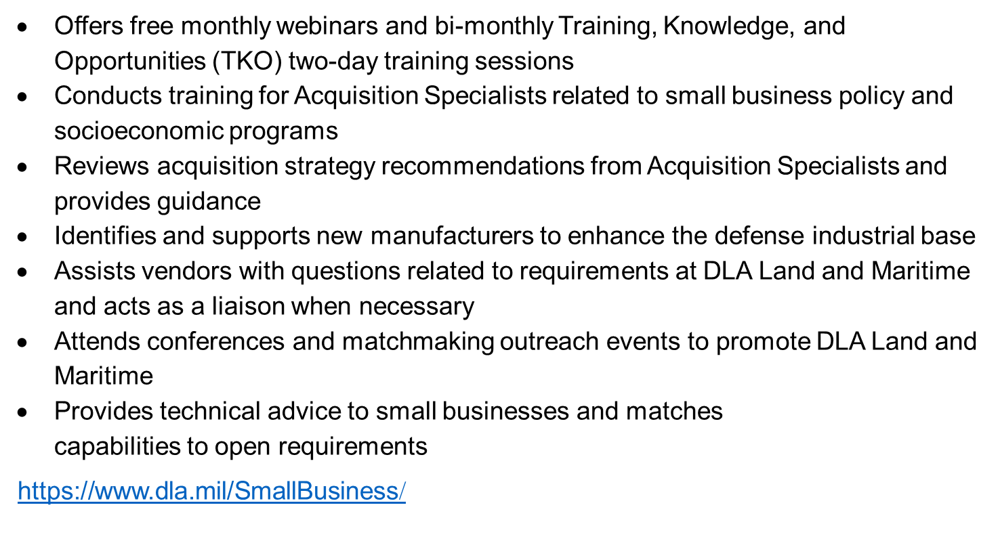 • Offers free monthly webinars and bi-monthly Training, Knowledge, and
Opportunities (TKO) two-day training sessions
• Conducts training for Acquisition Specialists related to small business policy and
socioeconomic programs
• Reviews acquisition strategy recommendations from Acquisition Specialists and
provides guidance
• Identifies and supports new manufacturers to enhance the defense industrial base
• Assists vendors with questions related to requirements at DLA Land and Maritime
and acts as a liaison when necessary
• Attends conferences and matchmaking outreach events to promote DLA Land and
Maritime
• Provides technical advice to small businesses and matches
capabilities to open requirements
https://www.dla.mil/SmallBusiness/